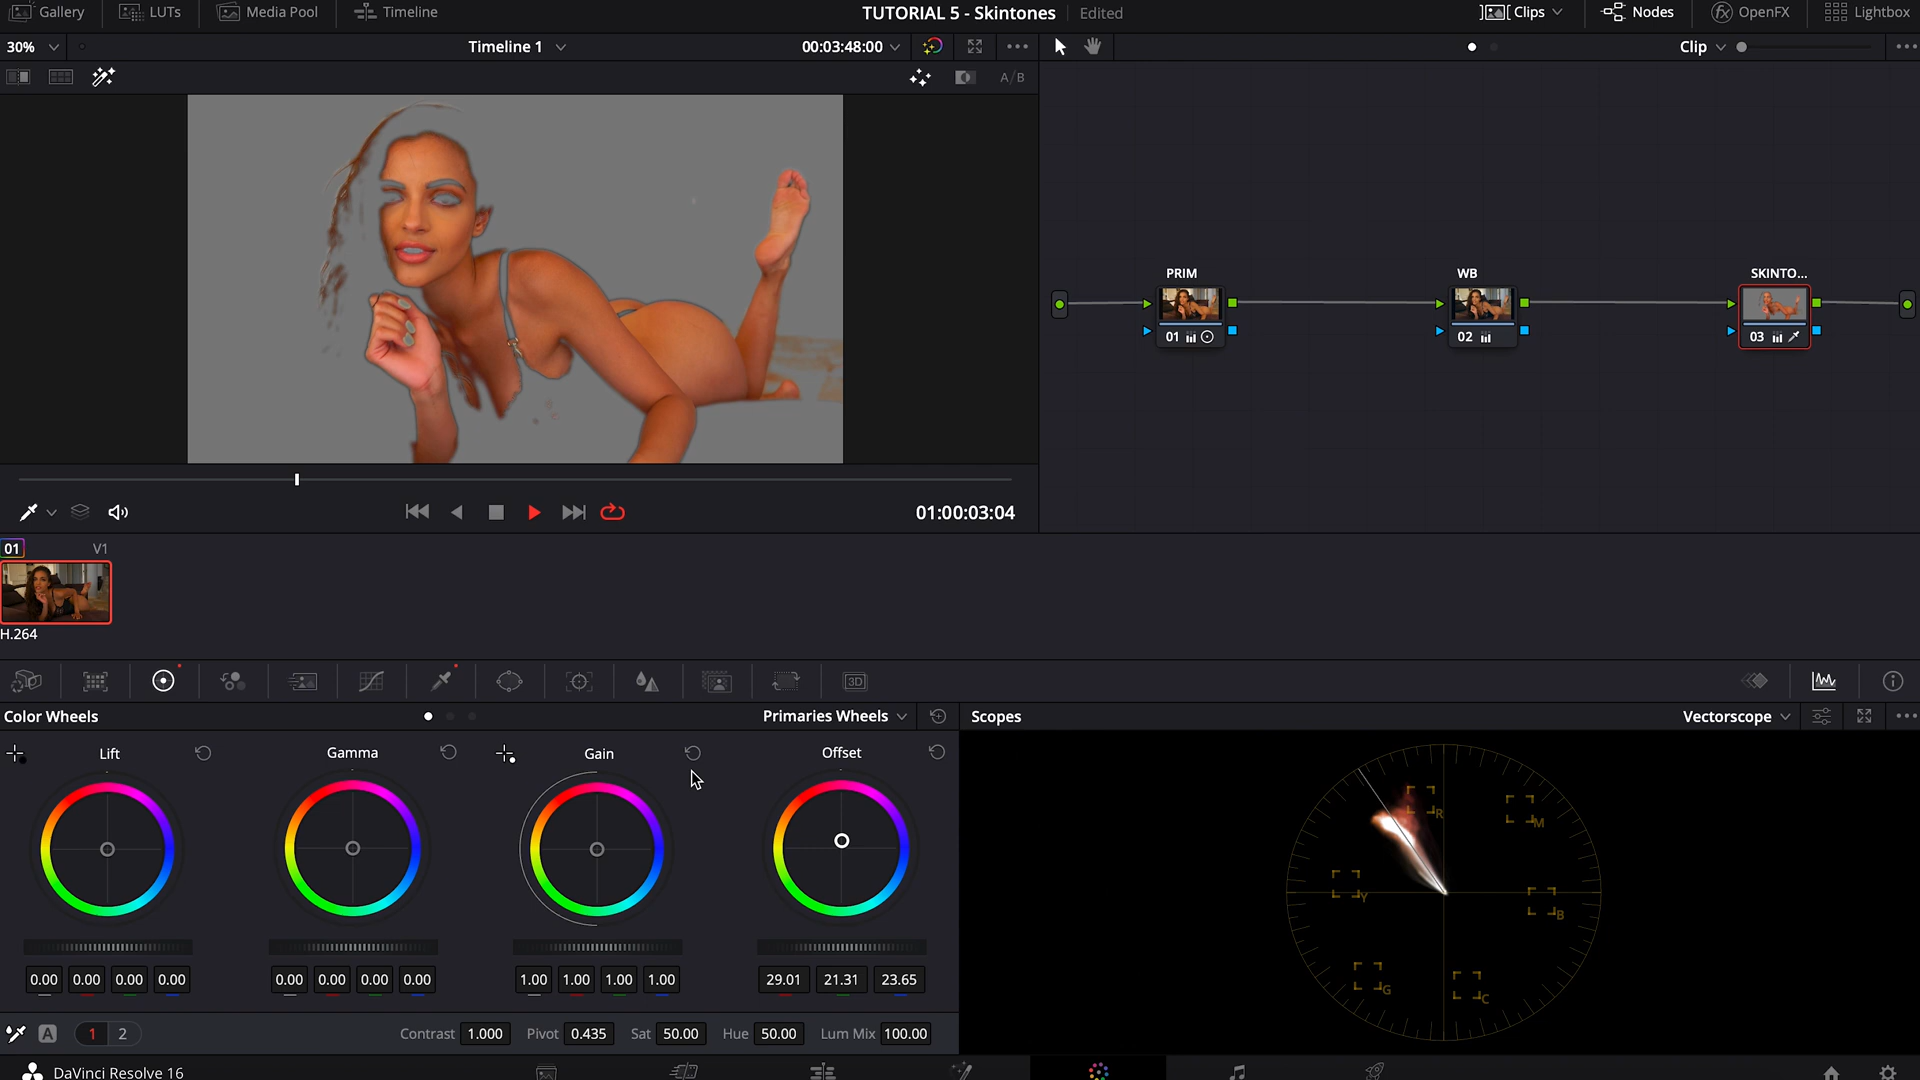 Gallery LUTs Media Pool Timeline TUTORIAL 5 - Skintones Edited Clips Nodes OpenFX Lightbox
30% Timeline 1 00:03:48:00 Clip
A/B
PRIM WB SKINTO...
01 02 03
01:00:03:04
01 V1
H.264
3D
Color Wheels Primaries Wheels Scopes Vectorscope
Lift Gamma Gain Offset
R M
Y B
G C
0.00 0.00 0.00 0.00 0.00 0.00 0.00 0.00 1.00 1.00 1.00 1.00 29.01 21.31 23.65
A 1 2 Contrast 1.000 Pivot 0.435 Sat 50.00 Hue 50.00 Lum Mix 100.00
DaVinci Resolve 16